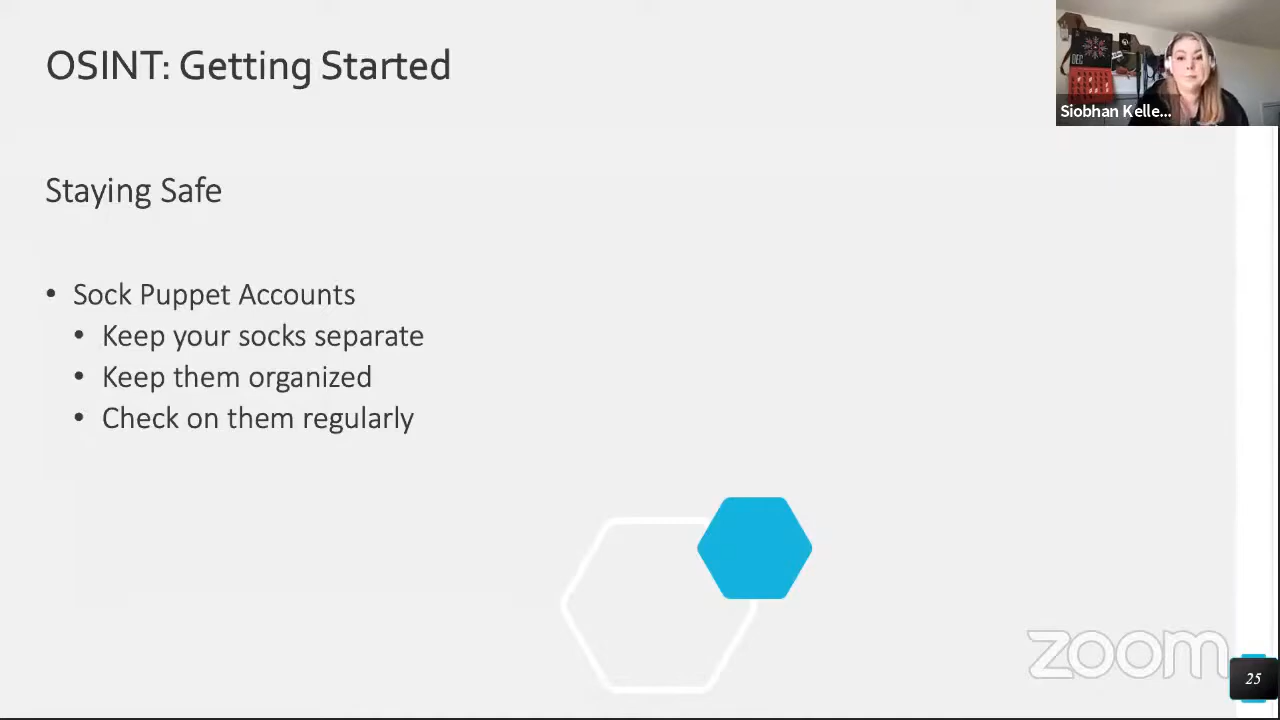 OSINT: Getting Started
Siobhan Kelle...
Staying Safe
• Sock Puppet Accounts
• Keep your socks separate
• Keep them organized
• Check on them regularly
zoom
25
DEC